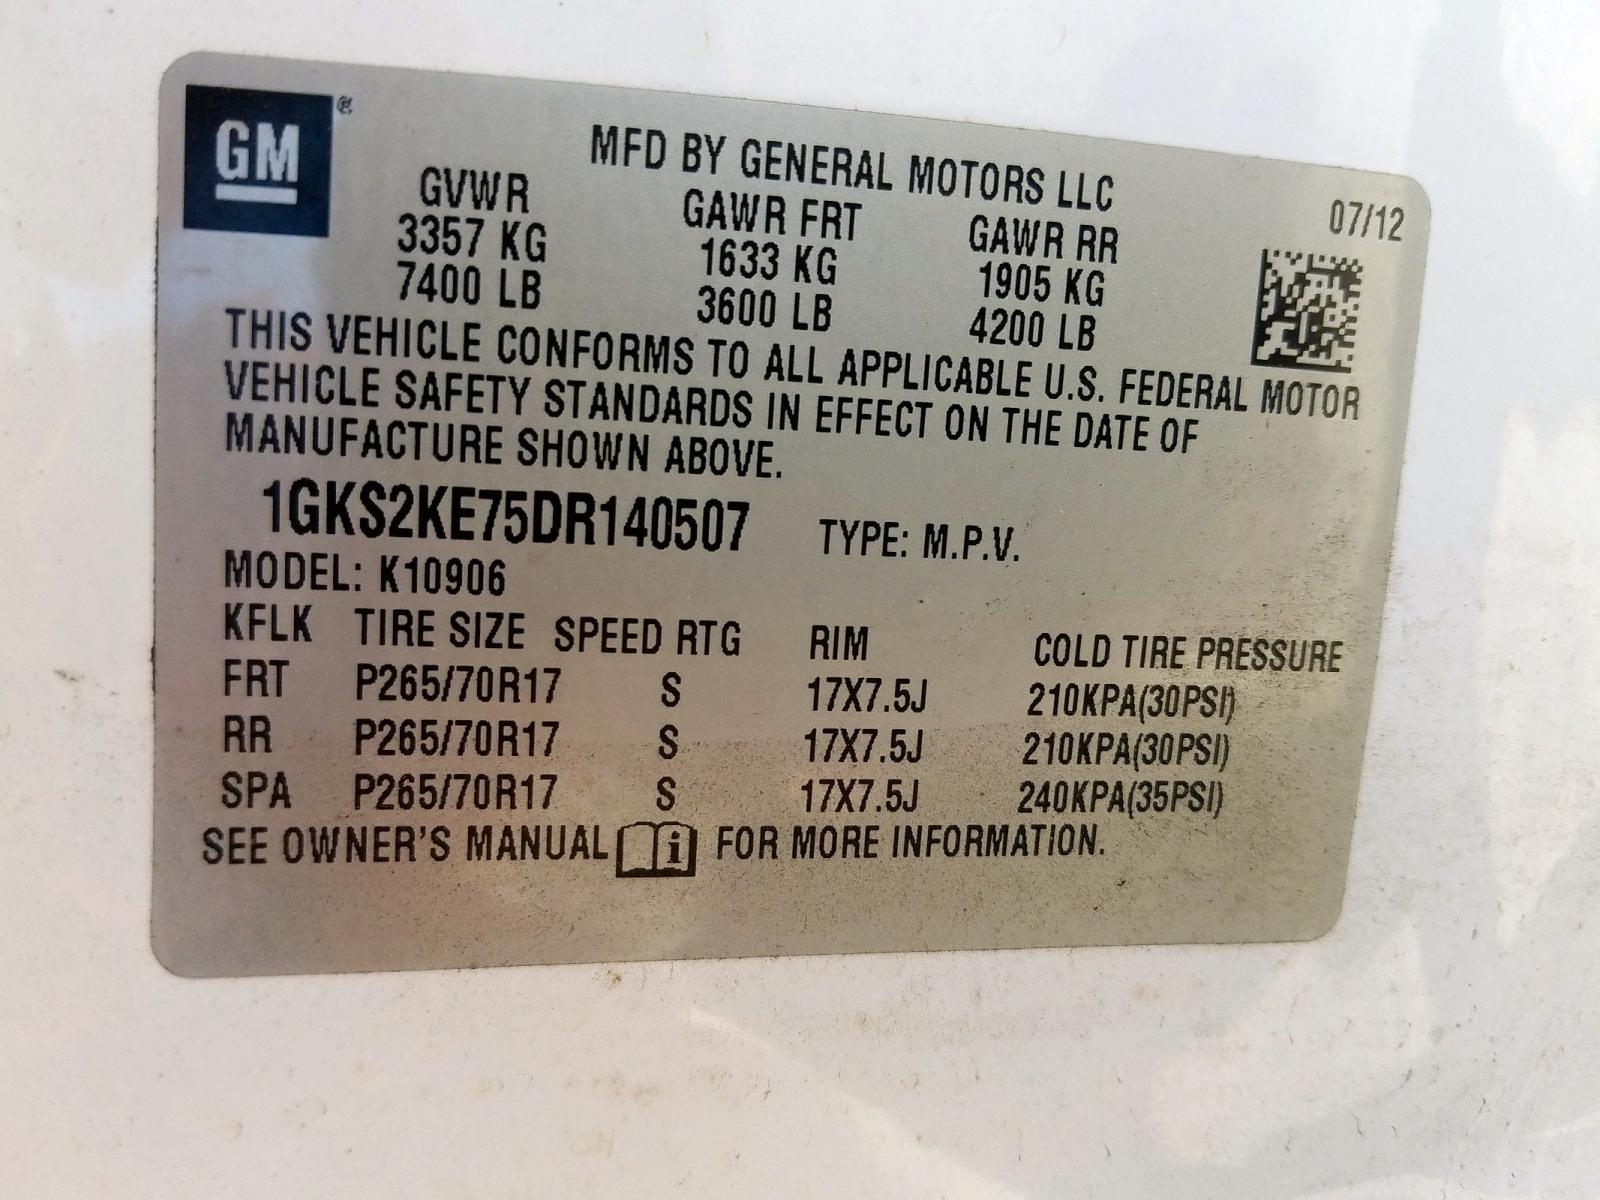 GM ®
MFD BY GENERAL MOTORS LLC
07/12
GVWR GAWR FRT GAWR RR
3357 KG 1633 KG 1905 KG
7400 LB 3600 LB 4200 LB
THIS VEHICLE CONFORMS TO ALL APPLICABLE U.S. FEDERAL MOTOR
VEHICLE SAFETY STANDARDS IN EFFECT ON THE DATE OF
MANUFACTURE SHOWN ABOVE.
1GKS2KE75DR140507 TYPE: M.P.V.
MODEL: K10906
KFLK TIRE SIZE SPEED RTG RIM COLD TIRE PRESSURE
FRT P265/70R17 S 17X7.5J 210KPA(30PSI)
RR P265/70R17 S 17X7.5J 210KPA(30PSI)
SPA P265/70R17 S 17X7.5J 240KPA(35PSI)
SEE OWNER'S MANUAL i FOR MORE INFORMATION.